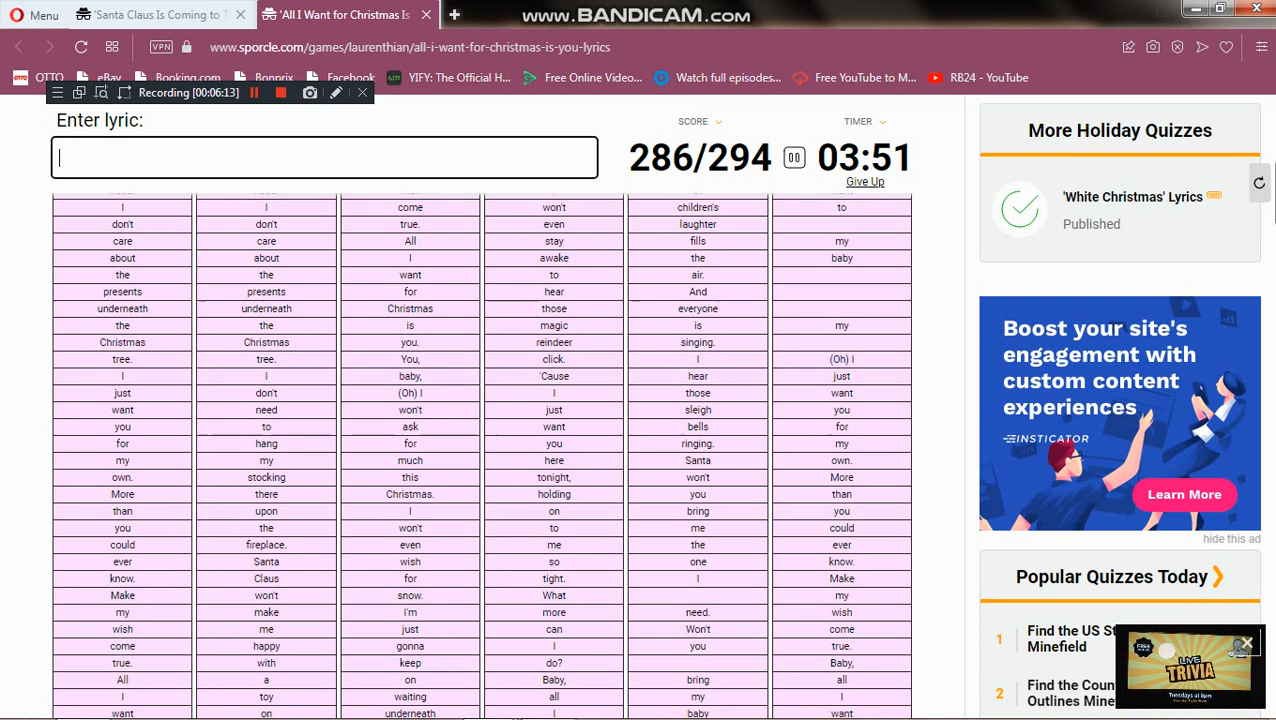 Menu
'Santa Claus Is Coming to T
'All I Want for Christmas Is
www.BANDICAM.com
VPN
www.sporcle.com/games/laurenthian/all-i-want-for-christmas-is-you-lyrics
OTTO
eBay
Booking.com
Bonprix
Facebook
YIFY: The Official H...
Free Online Video...
Watch full episodes...
Free YouTube to M...
RB24 - YouTube
Recording [00:06:13]
Enter lyric:
SCORE
TIMER
286/294
03:51
Give Up
I I come won't children's to
don't don't true. even laughter
care care All stay fills my
about about I awake the baby
the the want to air.
presents presents for hear And
underneath underneath Christmas those everyone
the the is magic is my
Christmas Christmas you. reindeer singing.
tree. tree. You, click. I (Oh) I
I I baby, 'Cause hear just
just don't (Oh) I I those want
want need won't just sleigh you
you to ask want bells for
for hang for you ringing. my
my my much here Santa own.
own. stocking this tonight, won't More
More there Christmas. holding you than
than upon I on bring you
you the won't to me could
could fireplace. even me the ever
ever Santa wish so one know.
know. Claus for tight. I Make
Make won't snow. What my
my make I'm more need. wish
wish me just can Won't come
come happy gonna I you true.
true. with keep do? Baby,
All a on Baby, bring all
I toy waiting all my I
want on underneath I baby want
More Holiday Quizzes
'White Christmas' Lyrics
Published
Boost your site's
engagement with
custom content
experiences
INSTICATOR
Learn More
hide this ad
Popular Quizzes Today
1 Find the US St
Minefield
2 Find the Coun
Outlines Mine
LIVE
TRIVIA
Tuesdays at 8pm